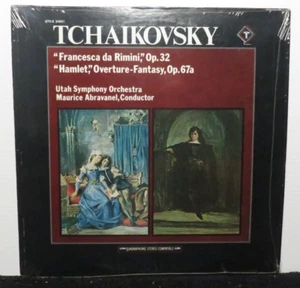 TCHAIKOVSKY
"Francesca da Rimini," Op. 32
"Hamlet," Overture-Fantasy, Op. 67a
Utah Symphony Orchestra
Maurice Abravanel, Conductor